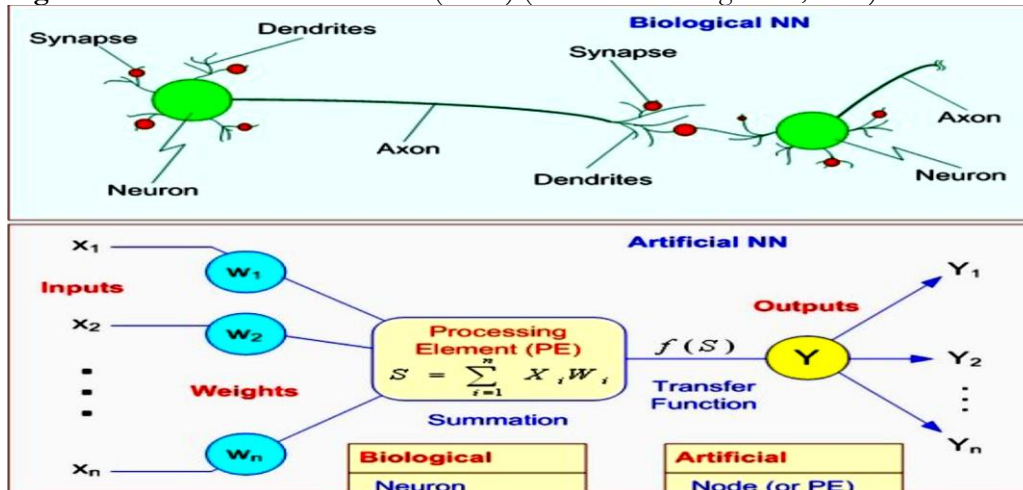 Biological NN
Synapse
Dendrites
Synapse
Axon
Axon
Neuron
Dendrites
Neuron
Artificial NN
x1
w1
Inputs
x2
w2
Weights
xn
wn
Processing
Element (PE)
S = n∑i=1 X i W i
Summation
f (S)
Transfer
Function
Outputs
Y
Y1
Y2
Yn
Biological
Artificial
Neuron
Node (or PE)